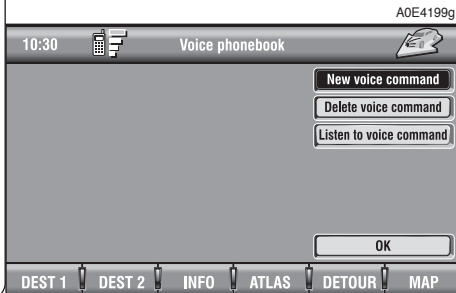 A0E4199g
10:30 Voice phonebook
New voice command
Delete voice command
Listen to voice command
OK
DEST 1 DEST 2 INFO ATLAS DETOUR MAP